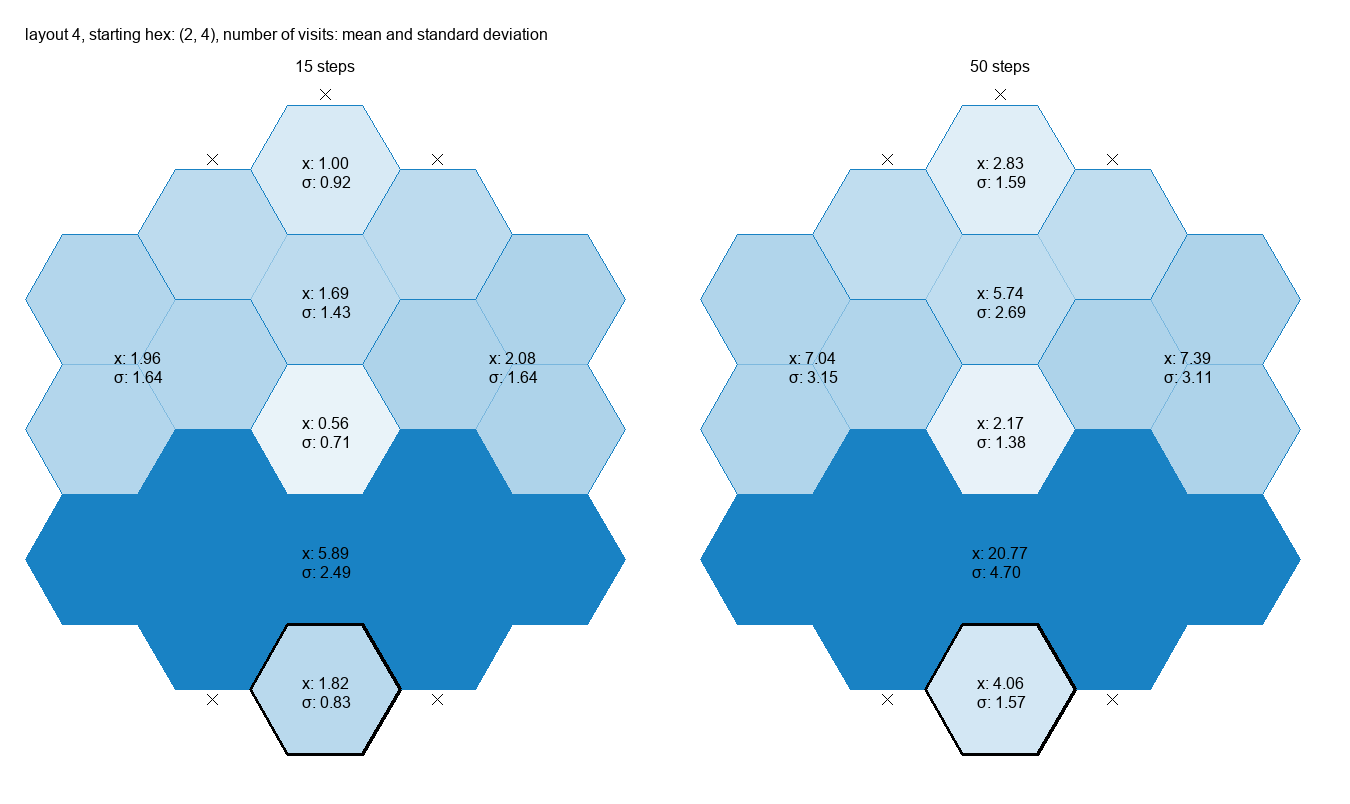 layout 4, starting hex: (2, 4), number of visits: mean and standard deviation
15 steps
x: 1.00
σ: 0.92
x: 1.69
σ: 1.43
x: 1.96
σ: 1.64
x: 2.08
σ: 1.64
x: 0.56
σ: 0.71
x: 5.89
σ: 2.49
x: 1.82
σ: 0.83
50 steps
x: 2.83
σ: 1.59
x: 5.74
σ: 2.69
x: 7.04
σ: 3.15
x: 7.39
σ: 3.11
x: 2.17
σ: 1.38
x: 20.77
σ: 4.70
x: 4.06
σ: 1.57